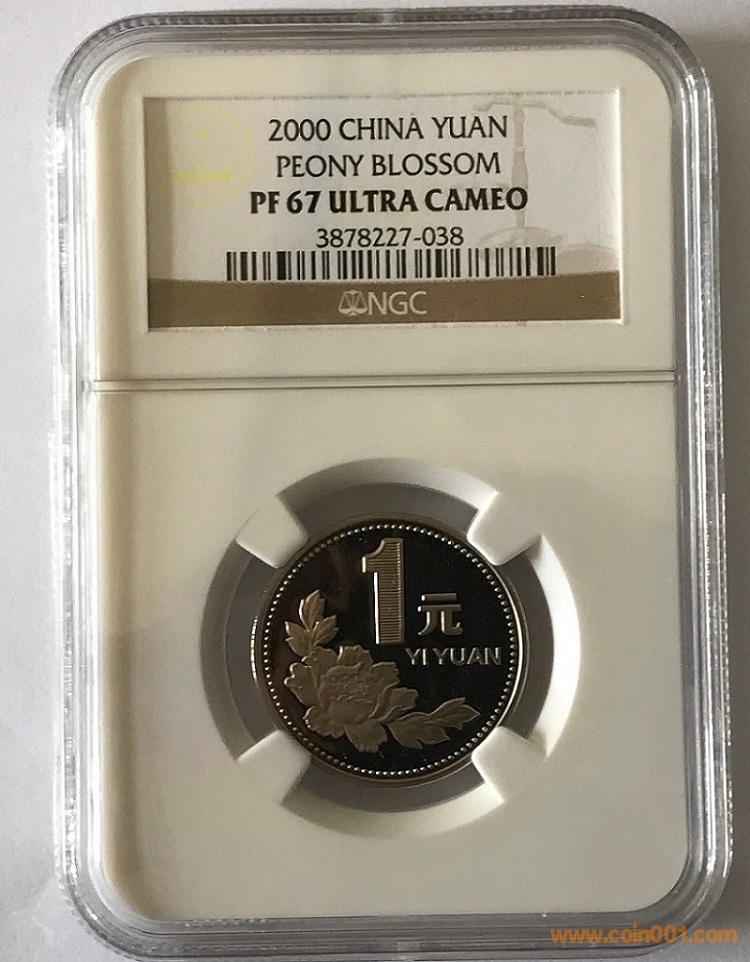 2000 CHINA YUAN
PEONY BLOSSOM
PF 67 ULTRA CAMEO
3878227-038
NGC
1元
YI YUAN
www.coin001.com